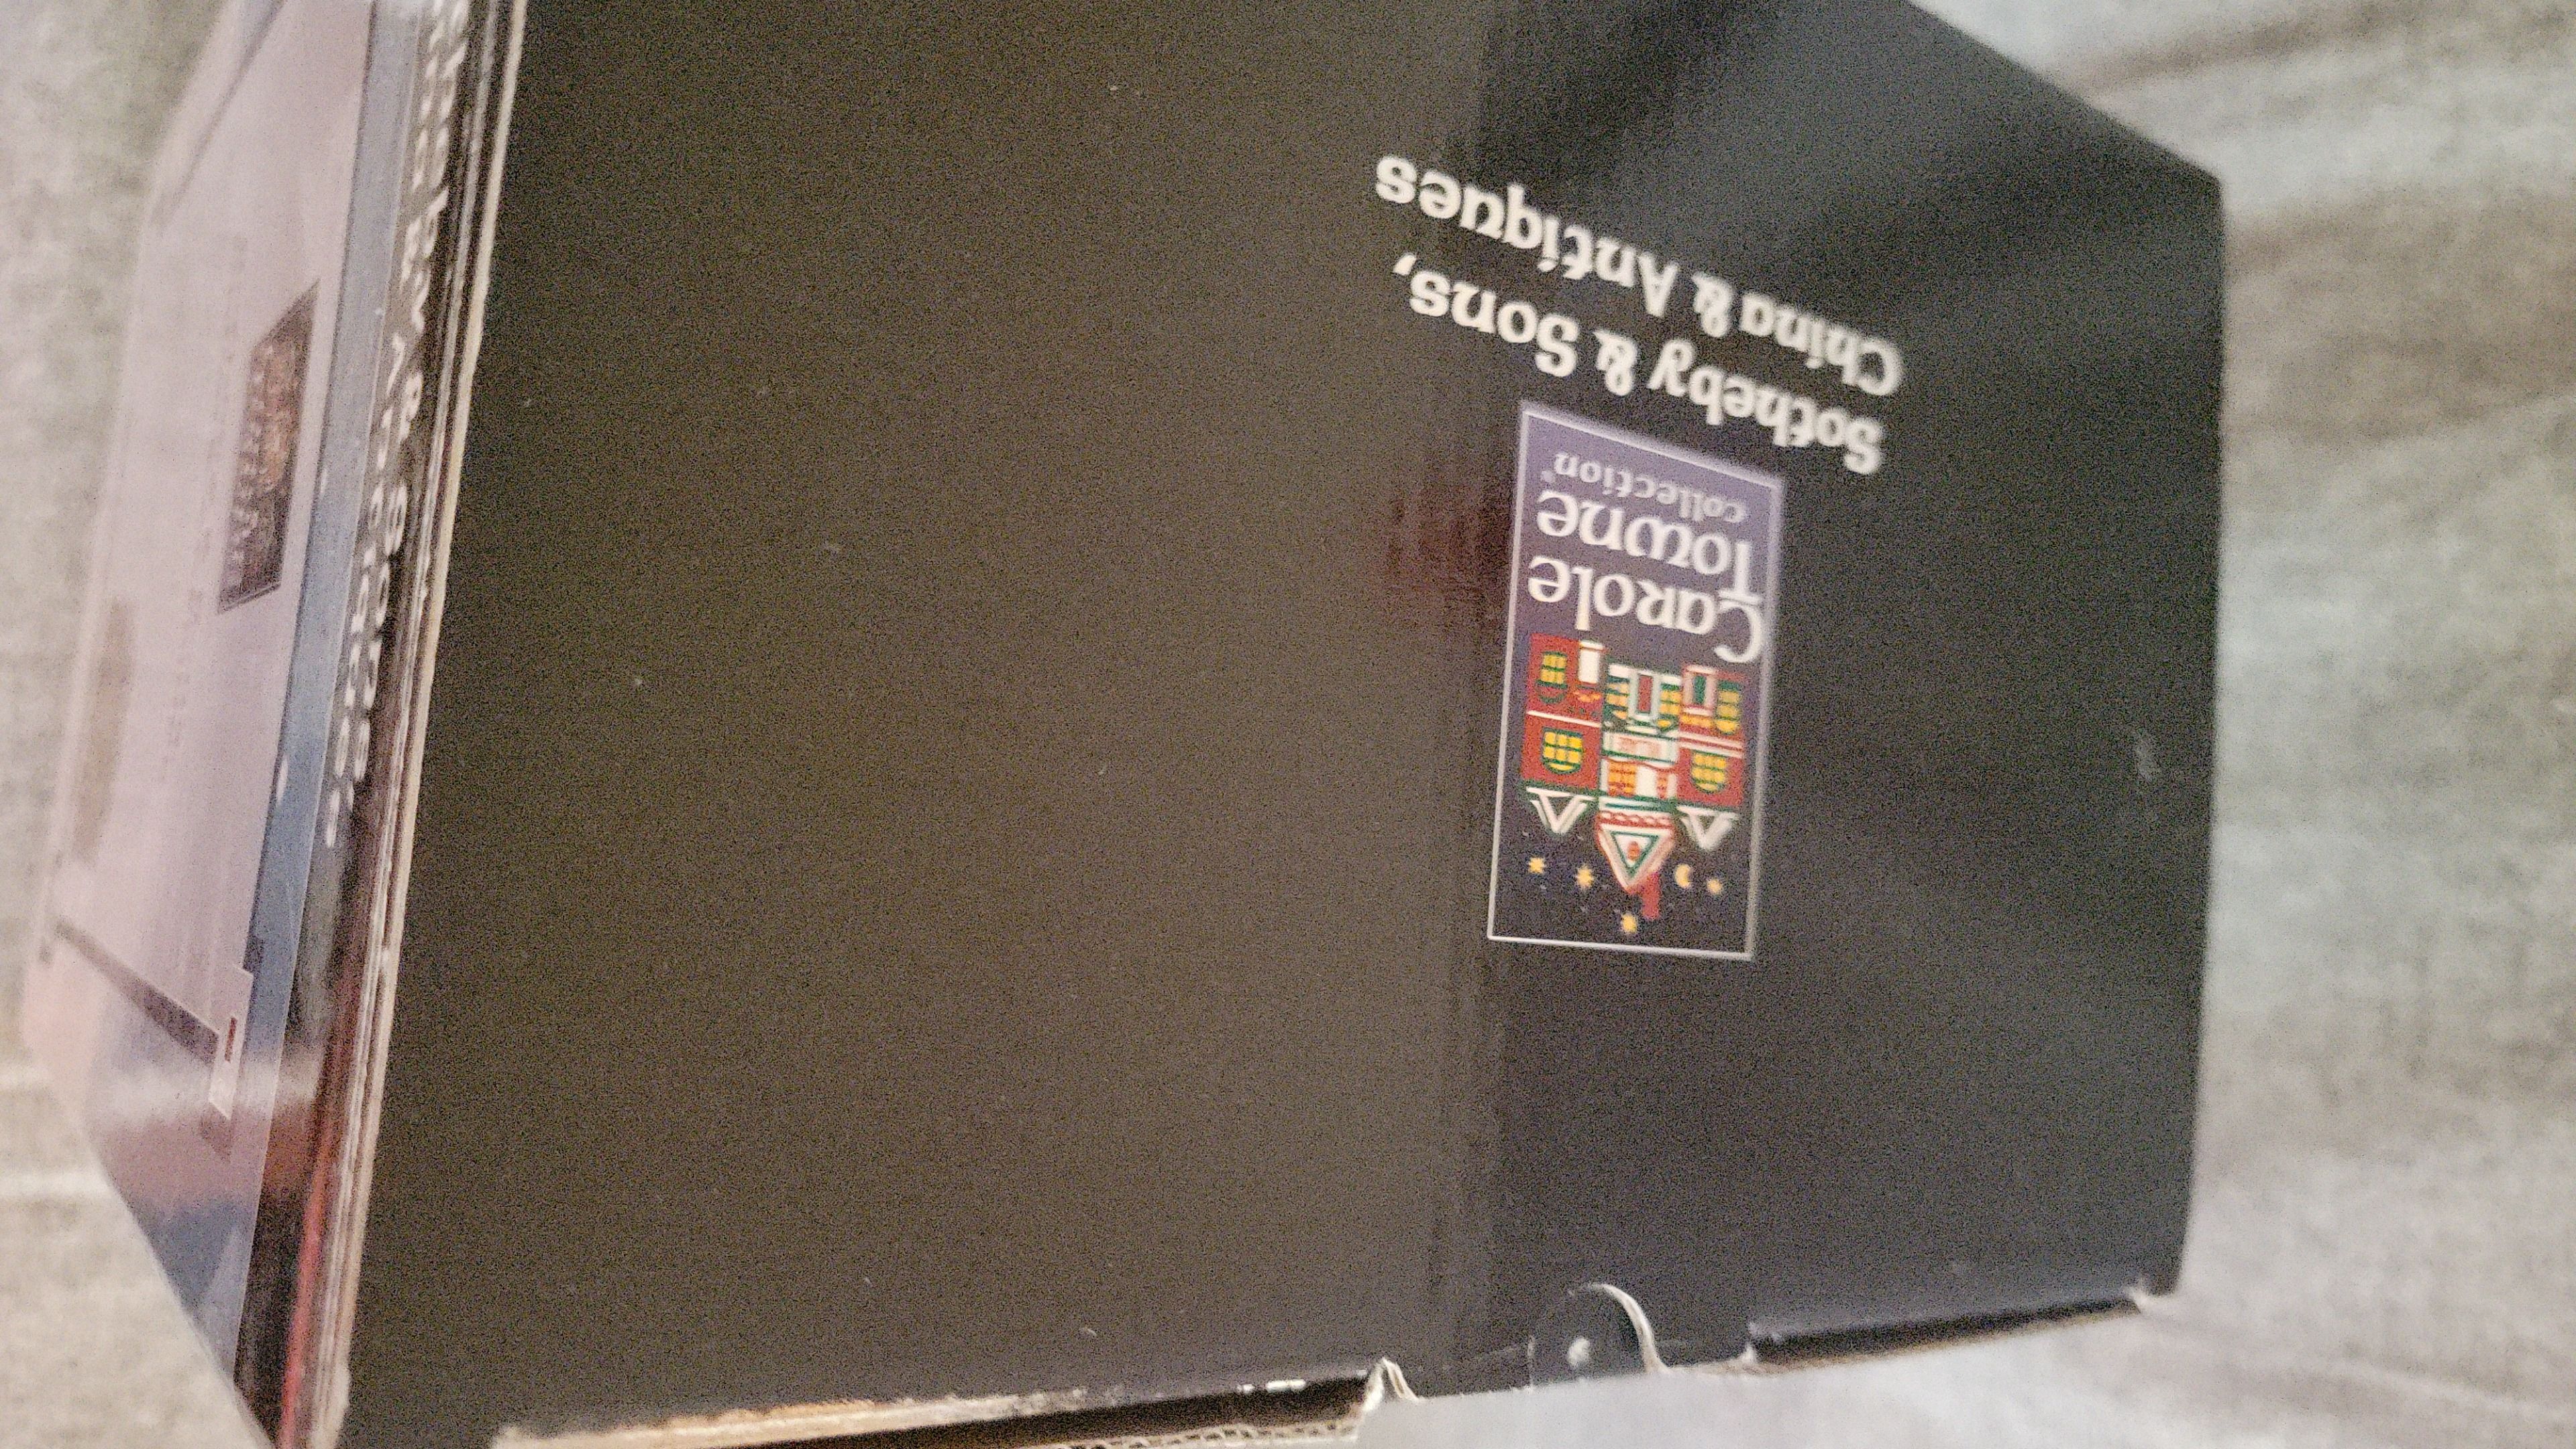 Carole
Towne
collection
Sotheby & Sons,
China & Antiques